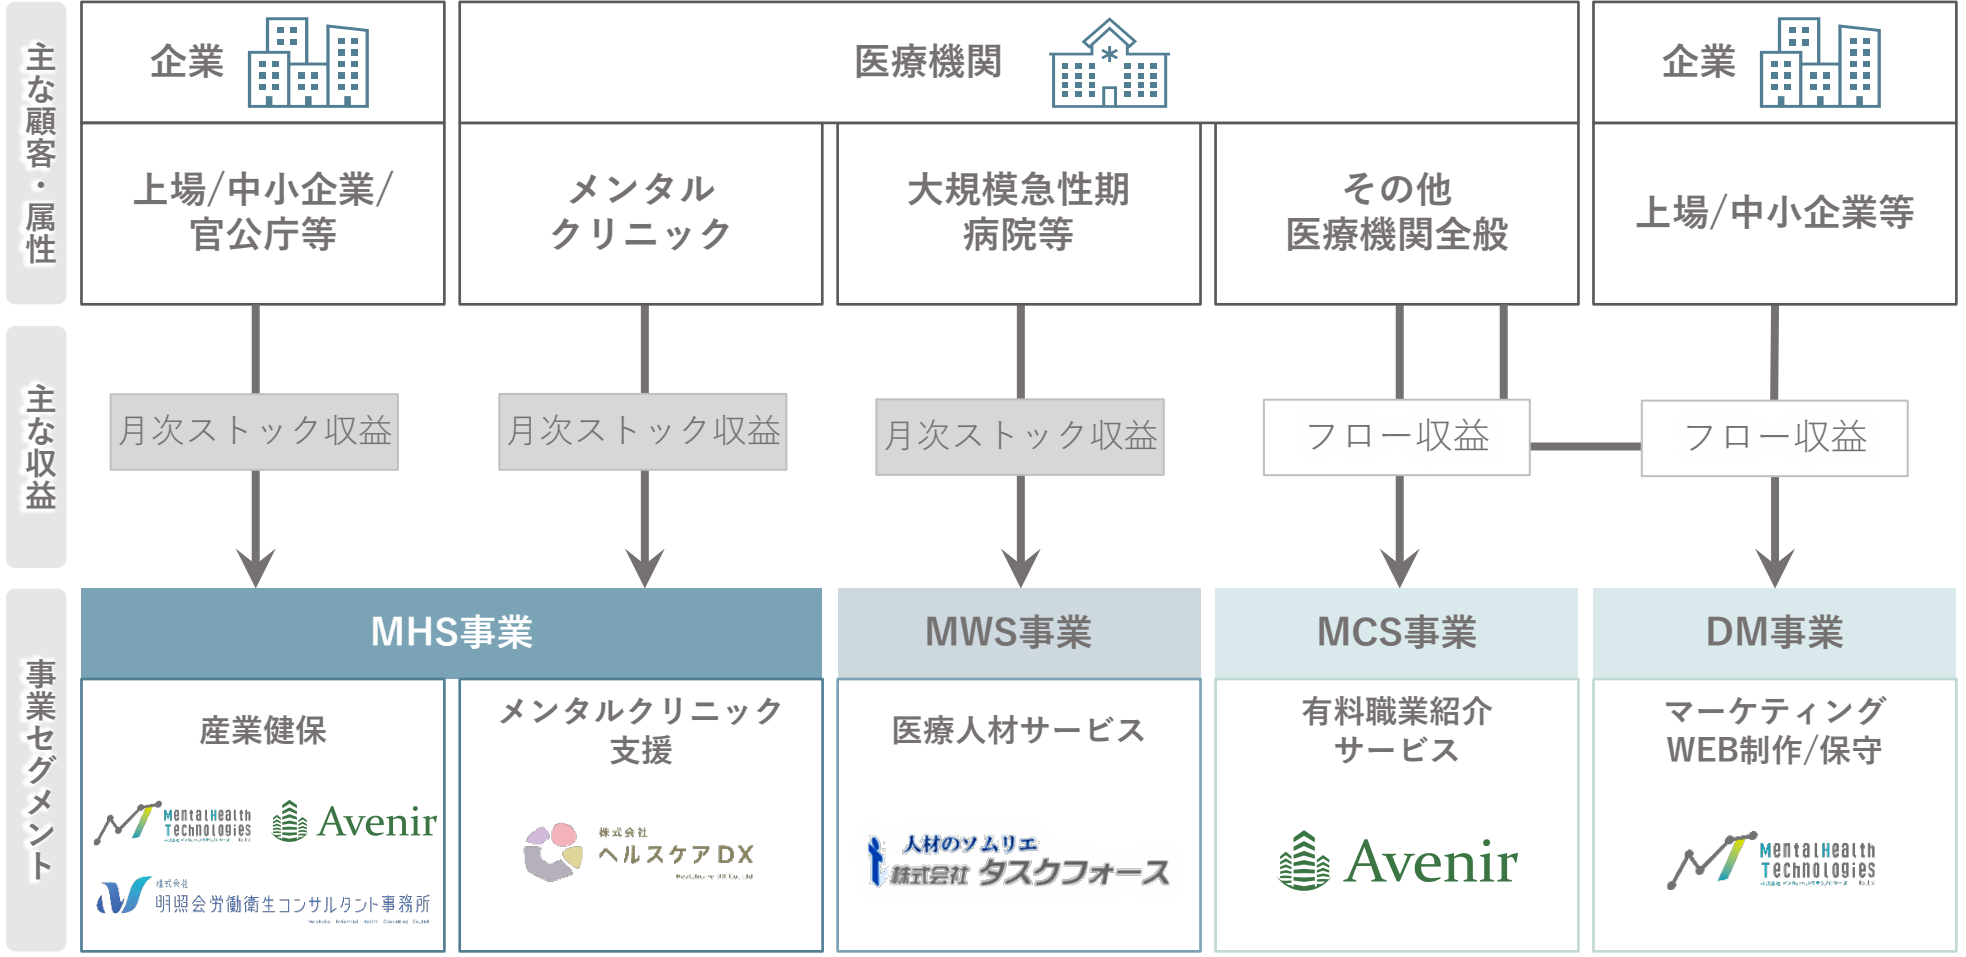 主な顧客・属性
企業
医療機関
企業
上場/中小企業/
官公庁等
メンタル
クリニック
大規模急性期
病院等
その他
医療機関全般
上場/中小企業等
主な収益
月次ストック収益
月次ストック収益
月次ストック収益
フロー収益
フロー収益
事業セグメント
MHS事業
MWS事業
MCS事業
DM事業
産業健保
MentalHealth
Technologies
Avenir
株式会社
明照会労働衛生コンサルタント事務所
メンタルクリニック
支援
株式会社
ヘルスケアDX
Healthcare DX Co., Ltd
医療人材サービス
人材のソムリエ
株式会社 タスクフォース
有料職業紹介
サービス
Avenir
マーケティング
WEB制作/保守
MentalHealth
Technologies